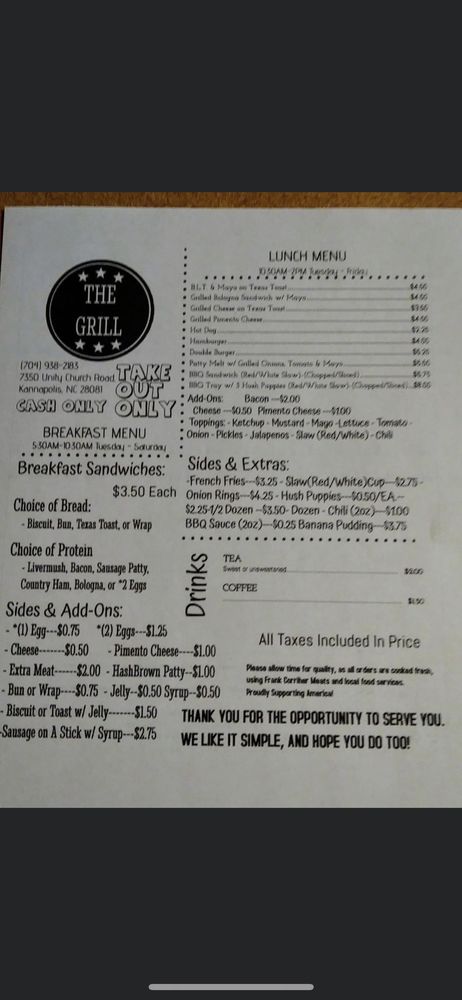 THE
GRILL
(704) 938-2183
7350 Unity Church Road
Kannapolis, NC 28081
CASH ONLY
TAKE
OUT
ONLY
BREAKFAST MENU
5:30AM-10:30AM Tuesday - Saturday
Breakfast Sandwiches:
$3.50 Each
Choice of Bread:
- Biscuit, Bun, Texas Toast, or Wrap
Choice of Protein
- Livermush, Bacon, Sausage Patty,
Country Ham, Bologna, or *2 Eggs
Sides & Add-Ons:
- *(1) Egg---$0.75 *(2) Eggs---$1.25
- Cheese-------$0.50 - Pimento Cheese----$1.00
- Extra Meat------$2.00 - HashBrown Patty--$1.00
- Bun or Wrap----$0.75 - Jelly--$0.50 Syrup--$0.50
- Biscuit or Toast w/ Jelly-------$1.50
-Sausage on A Stick w/ Syrup---$2.75
LUNCH MENU
10:30AM-2PM Tuesday - Friday
B.L.T. & Mayo on Texas Toast
Grilled Bologna Sandwich w/ Mayo
Grilled Cheese on Texas Toast
Grilled Pimento Cheese
Hot Dog
Hamburger
Double Burger
Patty Melt w/ Grilled Onions, Tomato & Mayo
BBQ Sandwich (Red/White Slaw) (Chopped/Sliced)
BBQ Tray w/ 3 Hush Puppies (Red/White Slaw) (Chopped/Sliced)
Add-Ons: Bacon --$2.00
Cheese ---$0.50 Pimento Cheese ---$1.00
Toppings: - Ketchup - Mustard - Mayo -Lettuce - Tomato -
Onion - Pickles - Jalapenos - Slaw (Red/White) - Chili
Sides & Extras:
-French Fries---$3.25 - Slaw(Red/White)Cup---$2.75 -
Onion Rings---$4.25 - Hush Puppies---$0.50/EA.--
$2.25-1/2 Dozen --$3.50- Dozen - Chili (2oz)---$1.00
BBQ Sauce (2oz)---$0.25 Banana Pudding---$3.75
Drinks
TEA
Sweet or unsweetened $2.00
COFFEE
$1.50
All Taxes Included In Price
Please allow time for quality, as all orders are cooked fresh,
using Frank Corriher Meats and local food services.
Proudly Supporting America!
THANK YOU FOR THE OPPORTUNITY TO SERVE YOU.
WE LIKE IT SIMPLE, AND HOPE YOU DO TOO!